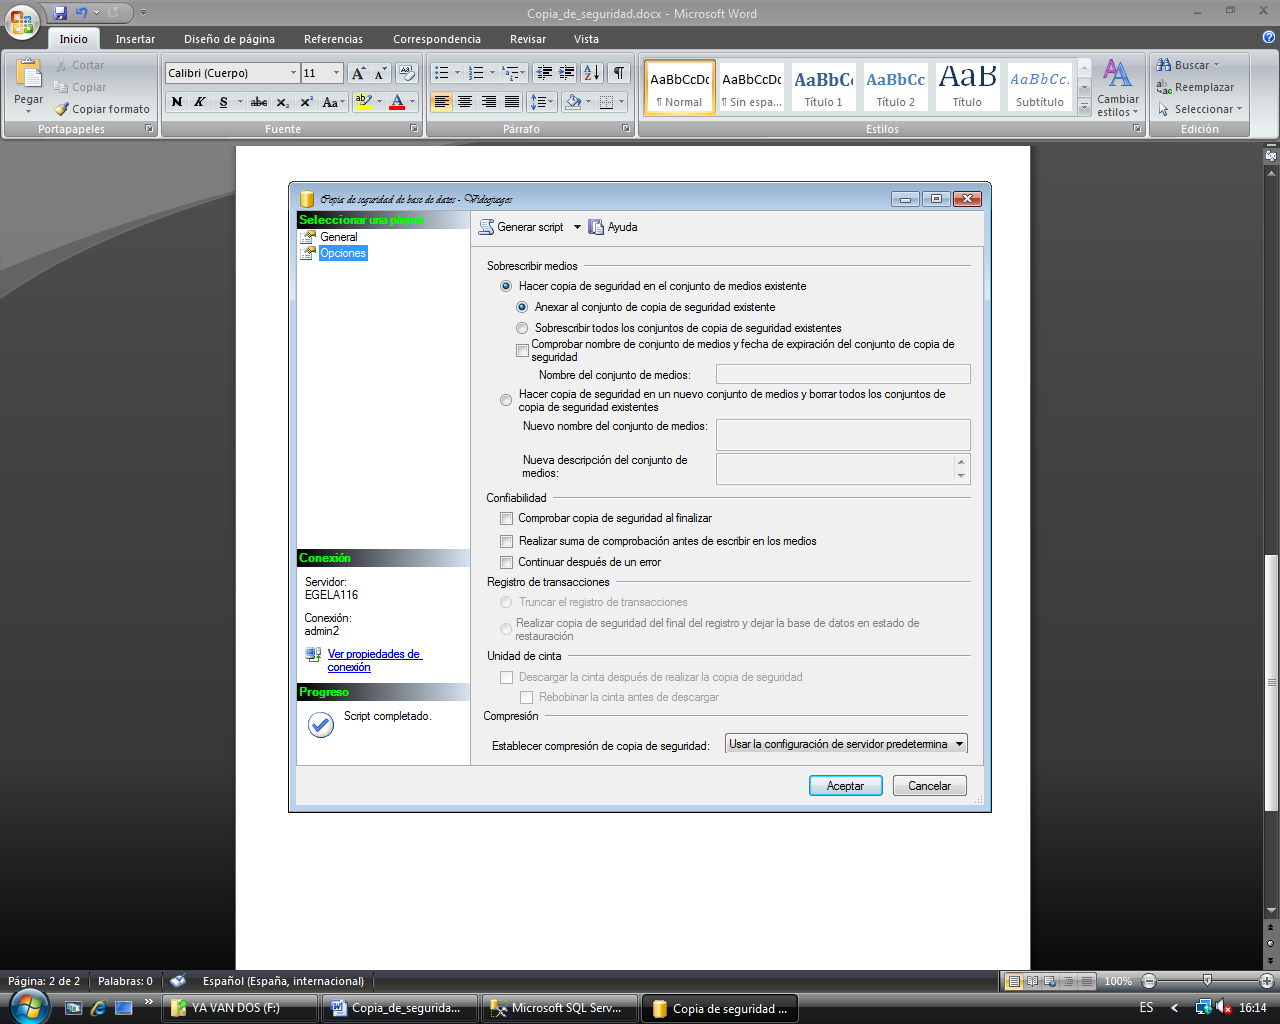 Copia_de_seguridad.docx - Microsoft Word
Inicio Insertar Diseño de página Referencias Correspondencia Revisar Vista
Pegar
Cortar
Copiar
Copiar formato
Portapapeles
Calibri (Cuerpo) 11
N K S abc x₂ x² Aa
Fuente
Párrafo
AaBbCcDc AaBbCcDc AaBbCc AaBbCc AaB AaBbCc.
¶ Normal ¶ Sin espa... Título 1 Título 2 Título Subtítulo
Cambiar estilos
Estilos
Buscar
Reemplazar
Seleccionar
Edición
Copia de seguridad de base de datos - Videojuegos
Seleccionar una página
General
Opciones
Generar script Ayuda
Sobrescribir medios
Hacer copia de seguridad en el conjunto de medios existente
Anexar al conjunto de copia de seguridad existente
Sobrescribir todos los conjuntos de copia de seguridad existentes
Comprobar nombre de conjunto de medios y fecha de expiración del conjunto de copia de
seguridad
Nombre del conjunto de medios:
Hacer copia de seguridad en un nuevo conjunto de medios y borrar todos los conjuntos de
copia de seguridad existentes
Nuevo nombre del conjunto de medios:
Nueva descripción del conjunto de
medios:
Confiabilidad
Comprobar copia de seguridad al finalizar
Realizar suma de comprobación antes de escribir en los medios
Continuar después de un error
Registro de transacciones
Truncar el registro de transacciones
Realizar copia de seguridad del final del registro y dejar la base de datos en estado de
restauración
Unidad de cinta
Descargar la cinta después de realizar la copia de seguridad
Rebobinar la cinta antes de descargar
Compresión
Establecer compresión de copia de seguridad: Usar la configuración de servidor predetermina
Conexión
Servidor:
EGELA116
Conexión:
admin2
Ver propiedades de
conexión
Progreso
Script completado.
Aceptar Cancelar
Página: 2 de 2 Palabras: 0 Español (España, internacional) 100%
YA VAN DOS (F:) Copia_de_segurida... Microsoft SQL Serv... Copia de seguridad ... ES 16:14